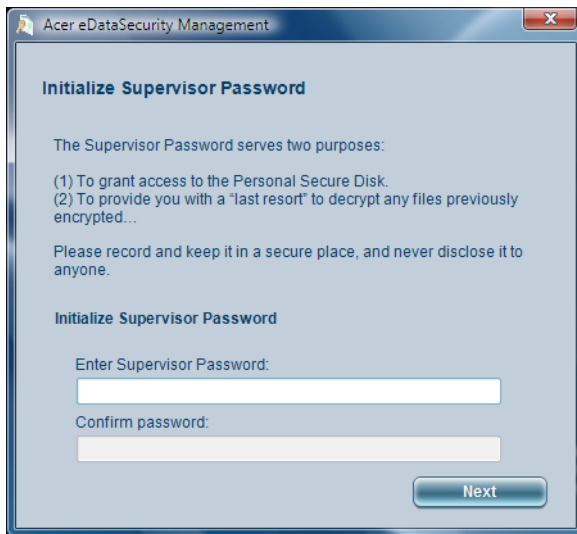 Acer eDataSecurity Management
Initialize Supervisor Password
The Supervisor Password serves two purposes:
(1) To grant access to the Personal Secure Disk.
(2) To provide you with a “last resort” to decrypt any files previously
encrypted...
Please record and keep it in a secure place, and never disclose it to
anyone.
Initialize Supervisor Password
Enter Supervisor Password:
Confirm password:
Next